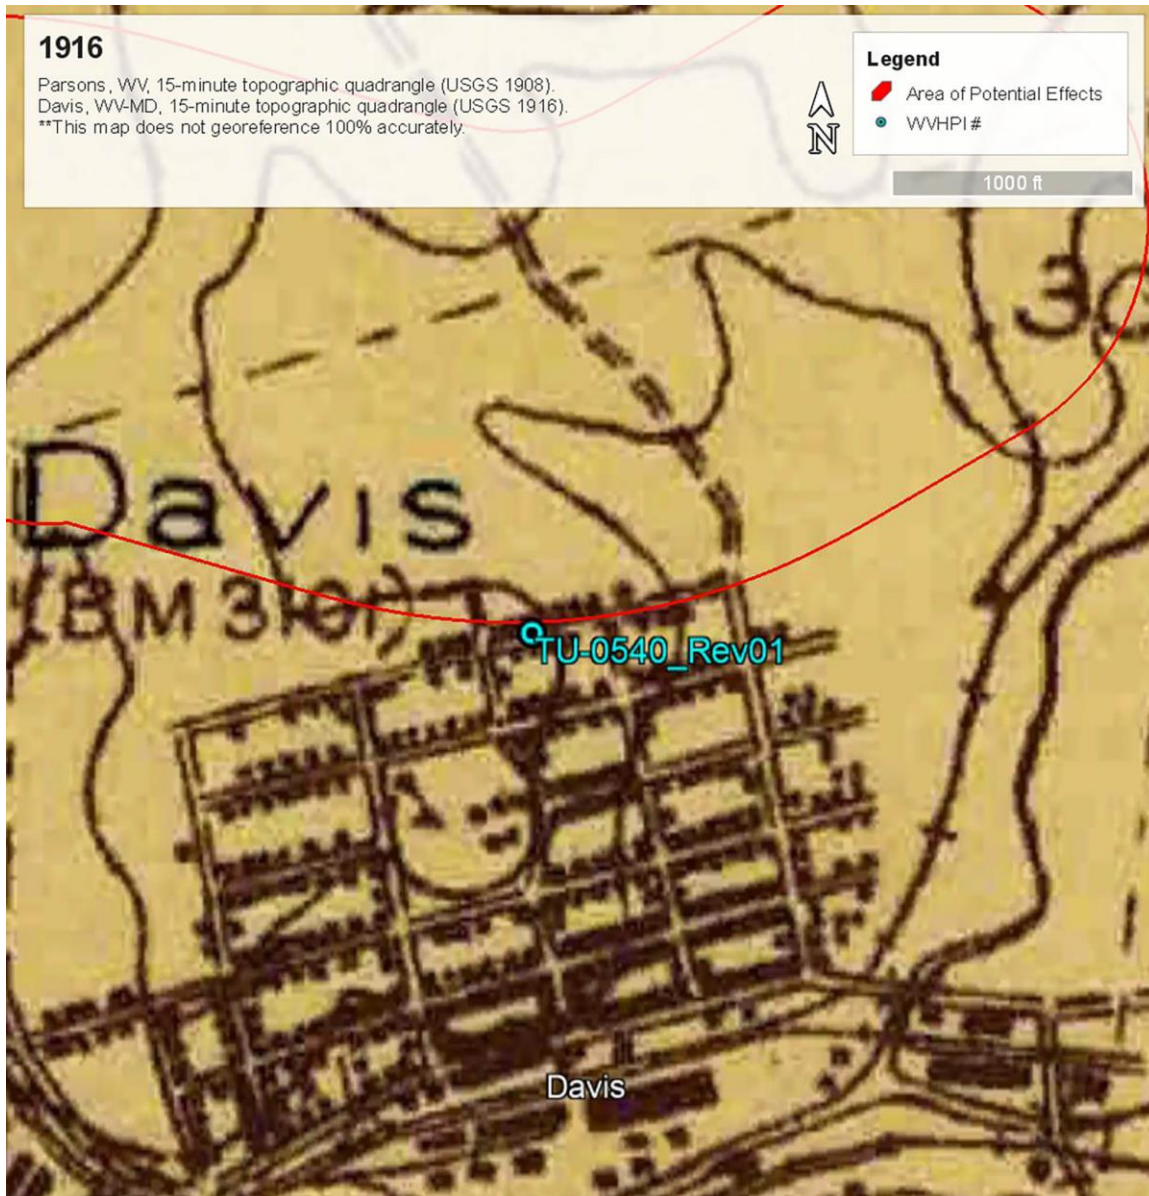 1916
Parsons, WV, 15-minute topographic quadrangle (USGS 1908).
Davis, WV-MD, 15-minute topographic quadrangle (USGS 1916).
**This map does not georeference 100% accurately.
N
Legend
Area of Potential Effects
WVHPI #
1000 ft
Davis
(BM
TU-0540_Rev01
Davis